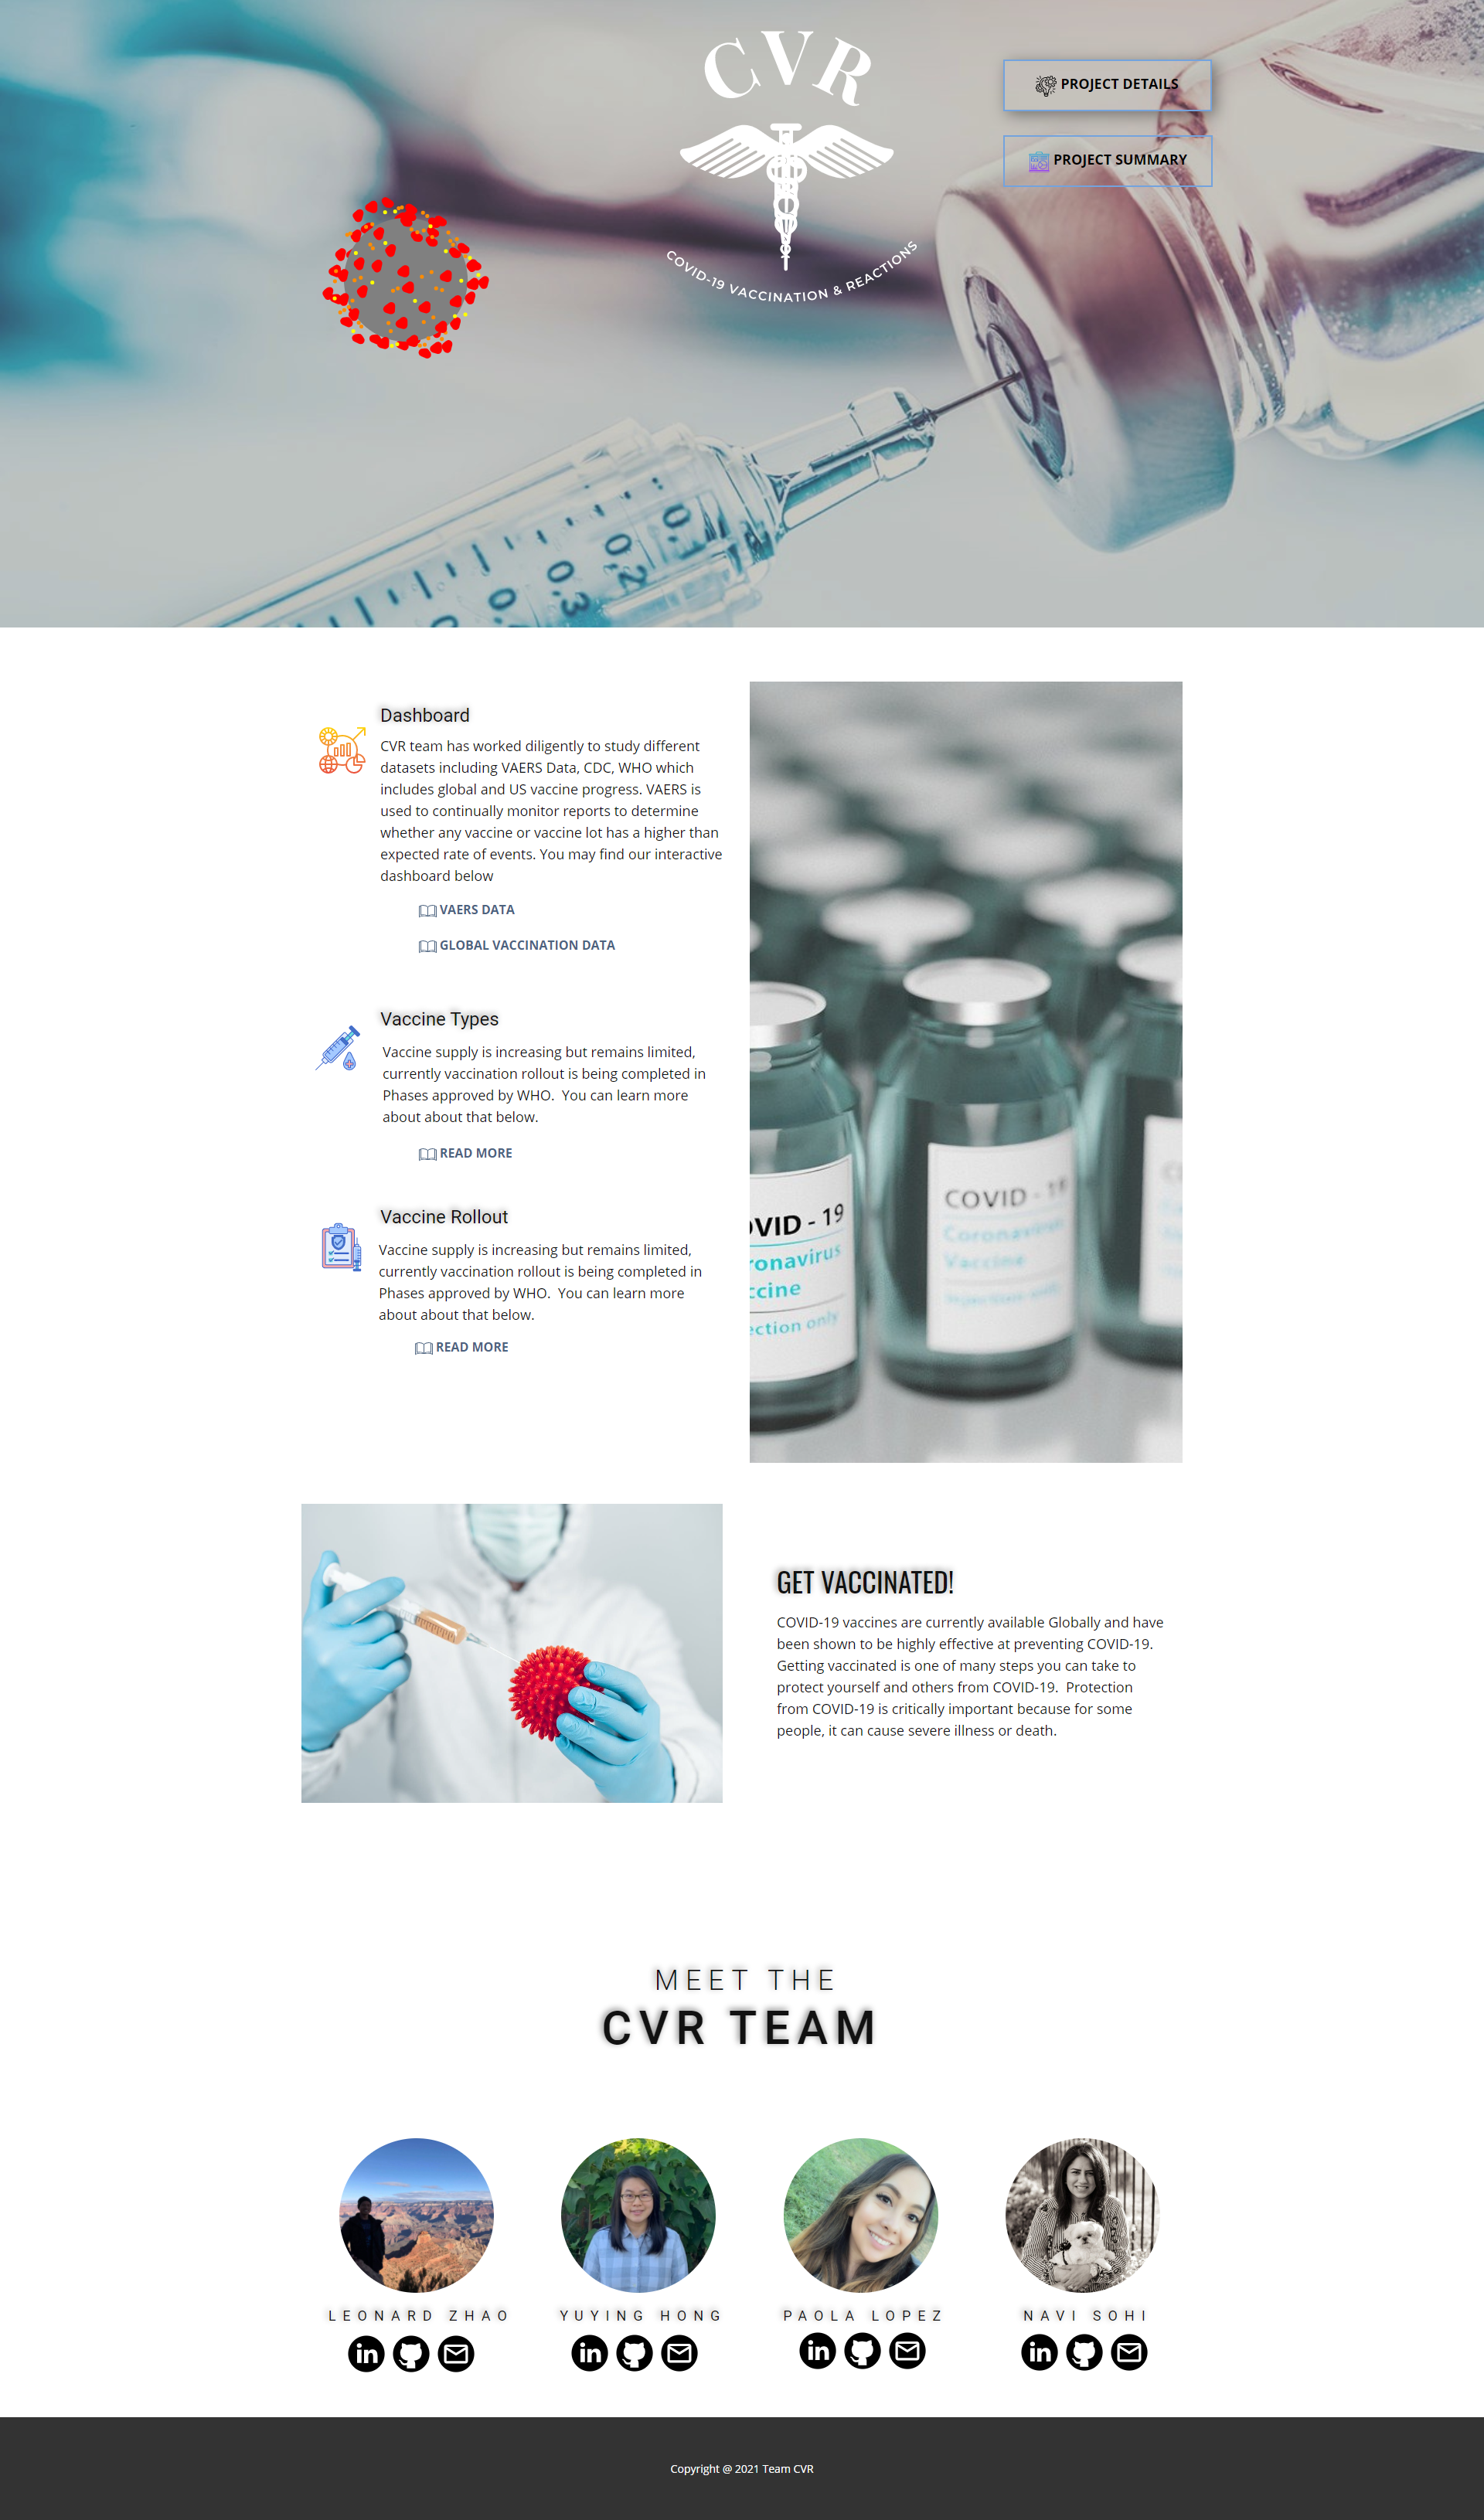 CVR
COVID-19 VACCINATION & REACTIONS
PROJECT DETAILS
PROJECT SUMMARY
0.1
0.2
0.3
Dashboard
CVR team has worked diligently to study different
datasets including VAERS Data, CDC, WHO which
includes global and US vaccine progress. VAERS is
used to continually monitor reports to determine
whether any vaccine or vaccine lot has a higher than
expected rate of events. You may find our interactive
dashboard below
VAERS DATA
GLOBAL VACCINATION DATA
Vaccine Types
Vaccine supply is increasing but remains limited,
currently vaccination rollout is being completed in
Phases approved by WHO.  You can learn more
about about that below.
READ MORE
Vaccine Rollout
Vaccine supply is increasing but remains limited,
currently vaccination rollout is being completed in
Phases approved by WHO.  You can learn more
about about that below.
READ MORE
OVID - 19
ronavirus
ccine
ection only
COVID - 19
Coronavirus
Vaccine
Injection only
GET VACCINATED!
COVID-19 vaccines are currently available Globally and have
been shown to be highly effective at preventing COVID-19.
Getting vaccinated is one of many steps you can take to
protect yourself and others from COVID-19.  Protection
from COVID-19 is critically important because for some
people, it can cause severe illness or death.
MEET THE
CVR TEAM
LEONARD ZHAO
YUYING HONG
PAOLA LOPEZ
NAVI SOHI
in
in
in
in
Copyright @ 2021 Team CVR